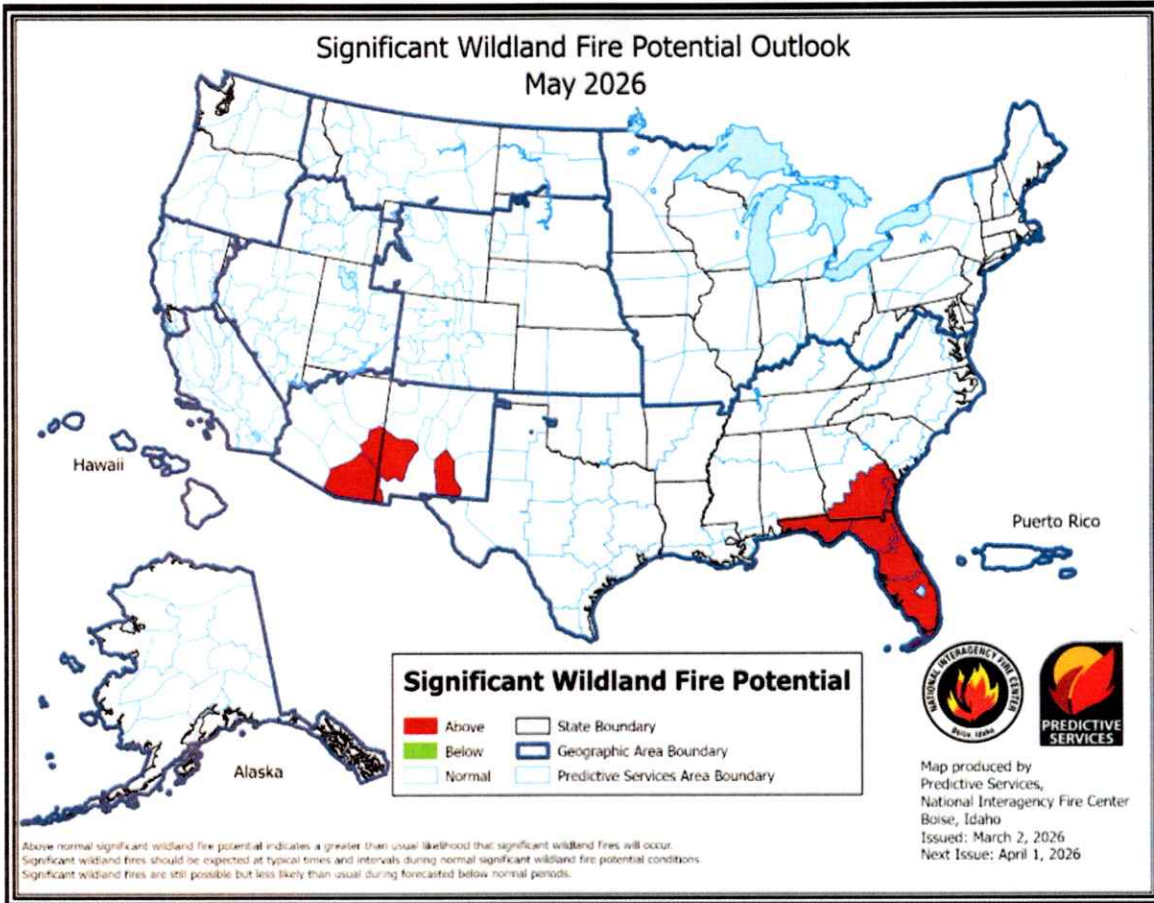 Significant Wildland Fire Potential Outlook
May 2026
Hawaii
Puerto Rico
Alaska
Significant Wildland Fire Potential
Above
State Boundary
Below
Geographic Area Boundary
Normal
Predictive Services Area Boundary
NATIONAL INTERAGENCY FIRE CENTER
Boise, Idaho
PREDICTIVE
SERVICES
Map produced by
Predictive Services,
National Interagency Fire Center
Boise, Idaho
Issued: March 2, 2026
Next Issue: April 1, 2026
Above normal significant wildland fire potential indicates a greater than usual likelihood that significant wildland fires will occur.
Significant wildland fires should be expected at typical times and intervals during normal significant wildland fire potential conditions.
Significant wildland fires are still possible but less likely than usual during forecasted below normal periods.